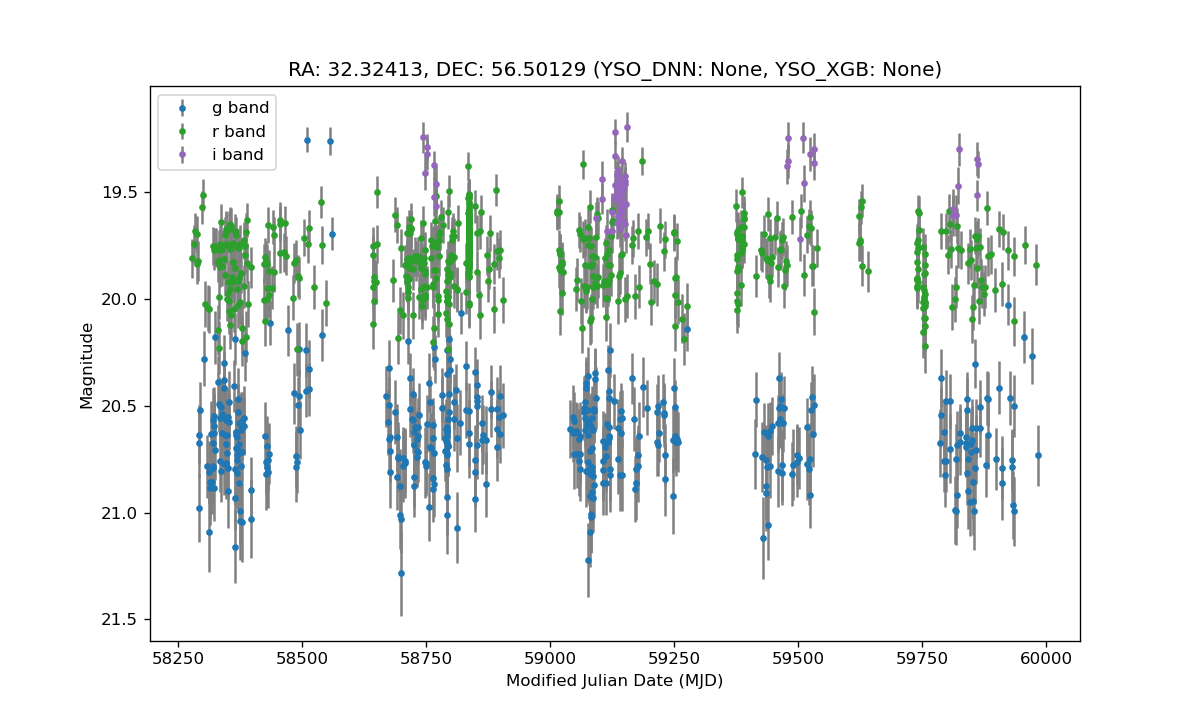 RA: 32.32413, DEC: 56.50129 (YSO_DNN: None, YSO_XGB: None)
g band
r band
i band
19.5
20.0
20.5
21.0
21.5
Magnitude
58250 58500 58750 59000 59250 59500 59750 60000
Modified Julian Date (MJD)